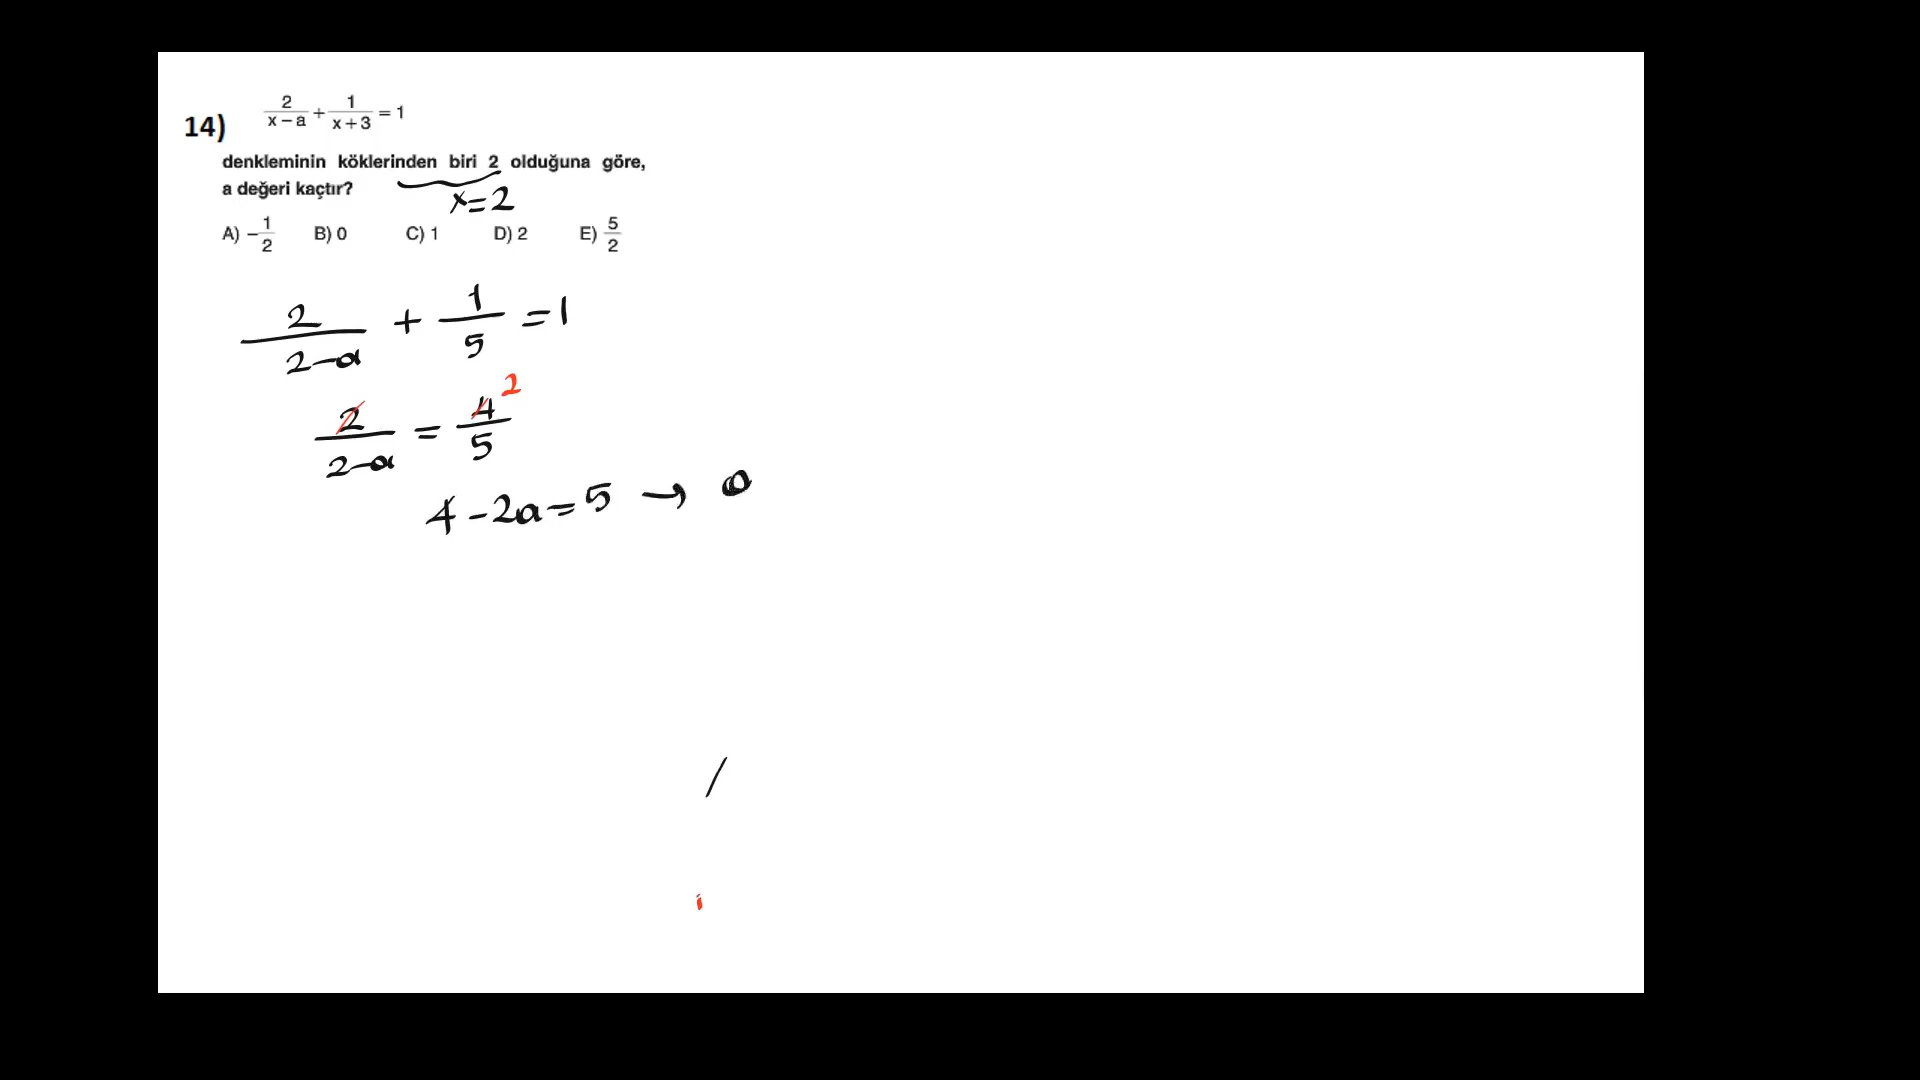 14) 2/(x − a) + 1/(x + 3) = 1
denkleminin köklerinden biri 2 olduğuna göre,
a değeri kaçtır?
x=2
A) −1/2 B) 0 C) 1 D) 2 E) 5/2
2/(2-a) + 1/5 = 1
2/(2-a) = 4/5 2
4-2a=5 → a